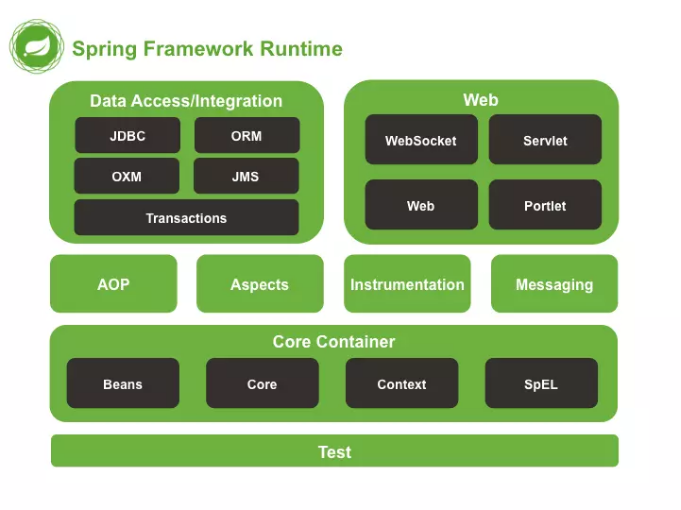 Spring Framework Runtime
Data Access/Integration
JDBC
ORM
OXM
JMS
Transactions
Web
WebSocket
Servlet
Web
Portlet
AOP
Aspects
Instrumentation
Messaging
Core Container
Beans
Core
Context
SpEL
Test